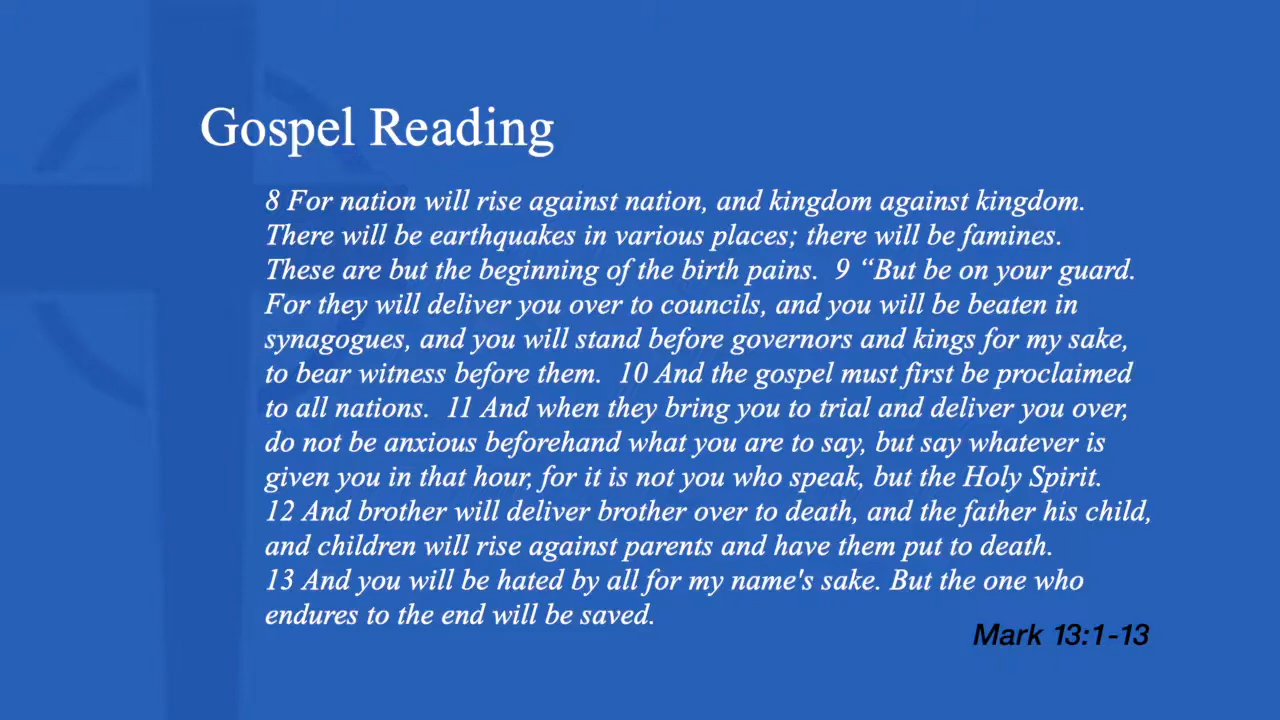 Gospel Reading
8 For nation will rise against nation, and kingdom against kingdom.
There will be earthquakes in various places; there will be famines.
These are but the beginning of the birth pains.  9 “But be on your guard.
For they will deliver you over to councils, and you will be beaten in
synagogues, and you will stand before governors and kings for my sake,
to bear witness before them.  10 And the gospel must first be proclaimed
to all nations.  11 And when they bring you to trial and deliver you over,
do not be anxious beforehand what you are to say, but say whatever is
given you in that hour, for it is not you who speak, but the Holy Spirit.
12 And brother will deliver brother over to death, and the father his child,
and children will rise against parents and have them put to death.
13 And you will be hated by all for my name's sake. But the one who
endures to the end will be saved.
Mark 13:1-13